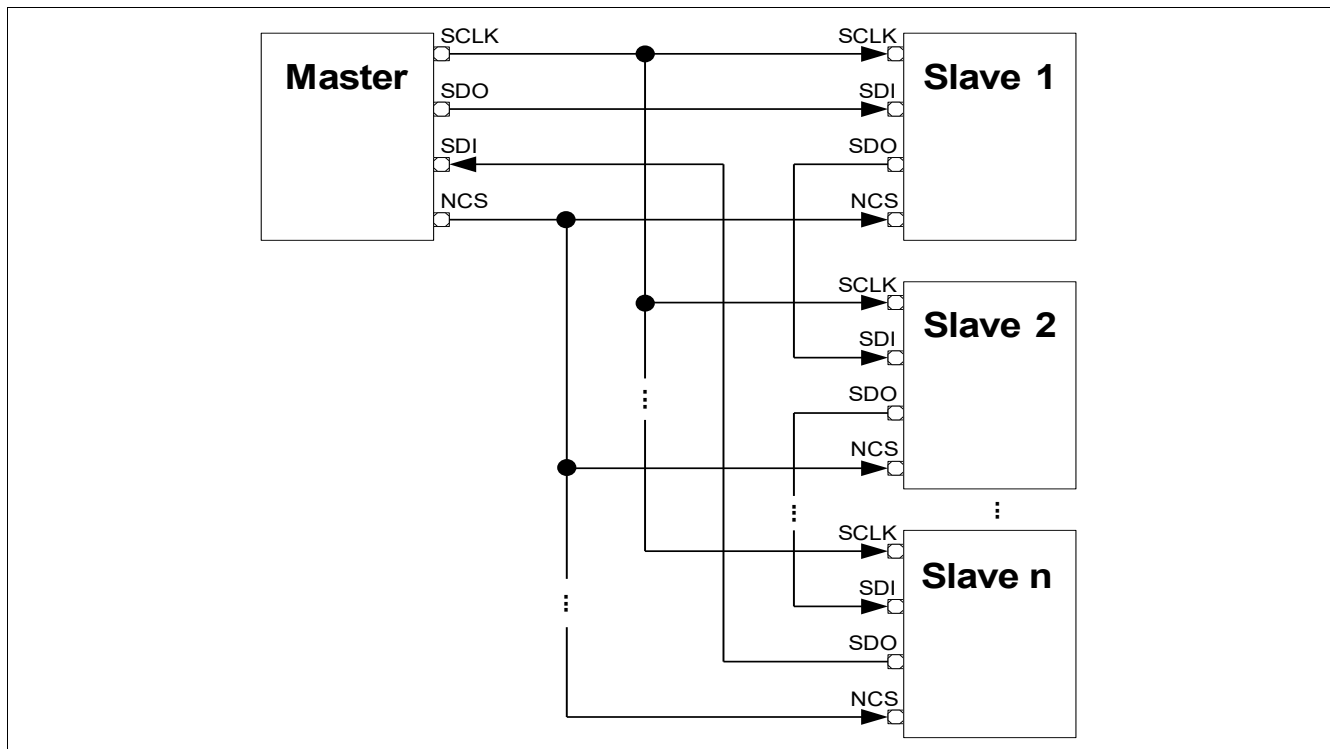 SCLK
SCLK
Master
Slave 1
SDO
SDI
SDI
SDO
NCS
NCS
SCLK
Slave 2
SDI
SDO
...
NCS
...
...
SCLK
Slave n
SDI
...
SDO
NCS